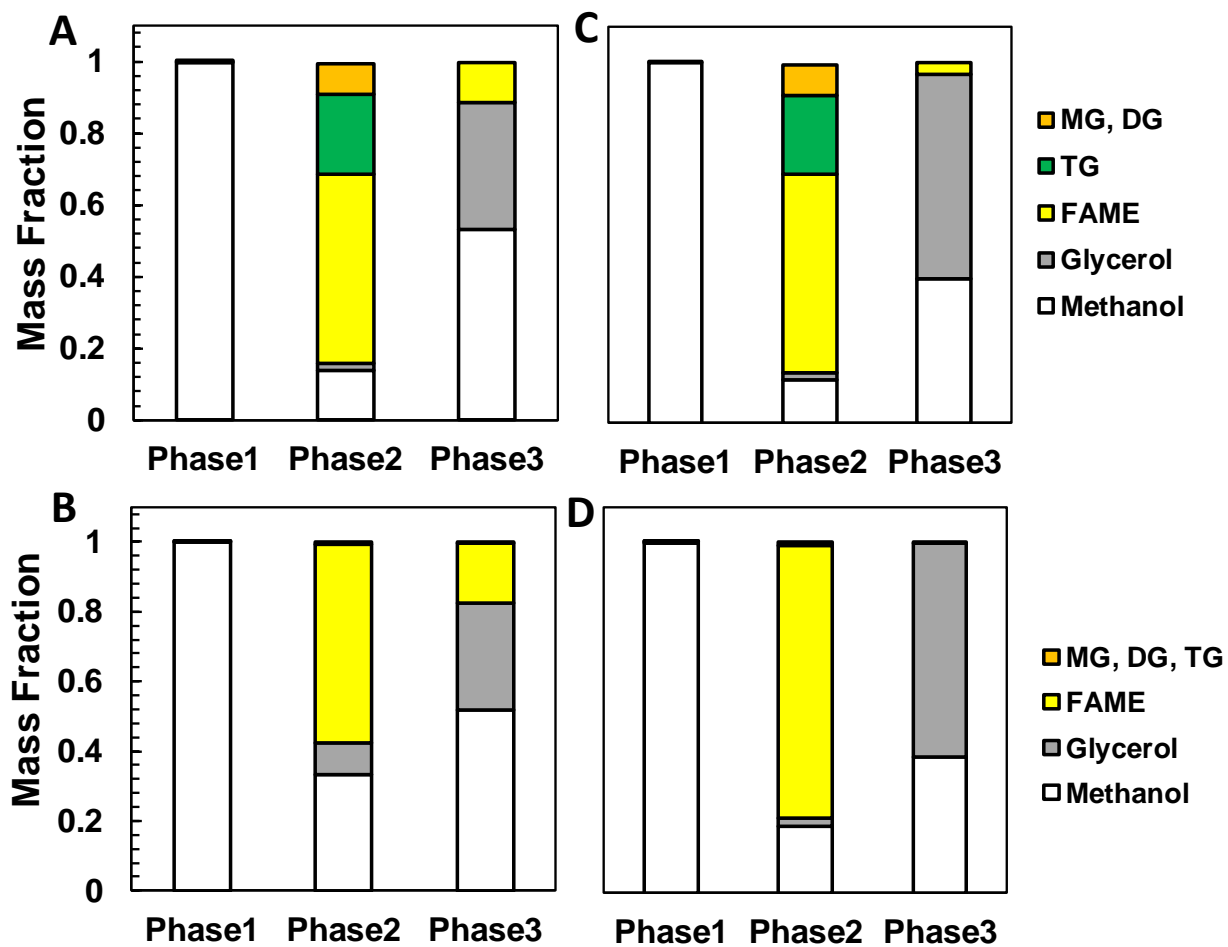 A
C
Mass Fraction
1
0.8
0.6
0.4
0.2
0
Phase1 Phase2 Phase3
Phase1 Phase2 Phase3
MG, DG
TG
FAME
Glycerol
Methanol
B
D
Mass Fraction
1
0.8
0.6
0.4
0.2
0
Phase1 Phase2 Phase3
Phase1 Phase2 Phase3
MG, DG, TG
FAME
Glycerol
Methanol